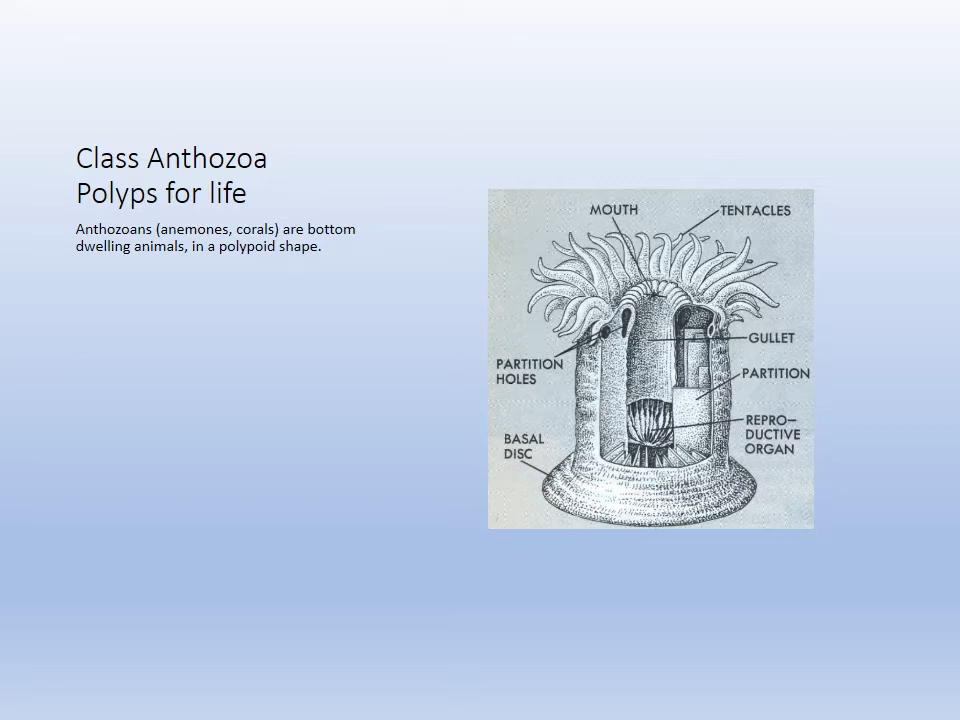 Class Anthozoa
Polyps for life
Anthozoans (anemones, corals) are bottom
dwelling animals, in a polypoid shape.
MOUTH
TENTACLES
GULLET
PARTITION
HOLES
PARTITION
REPRO–
DUCTIVE
ORGAN
BASAL
DISC